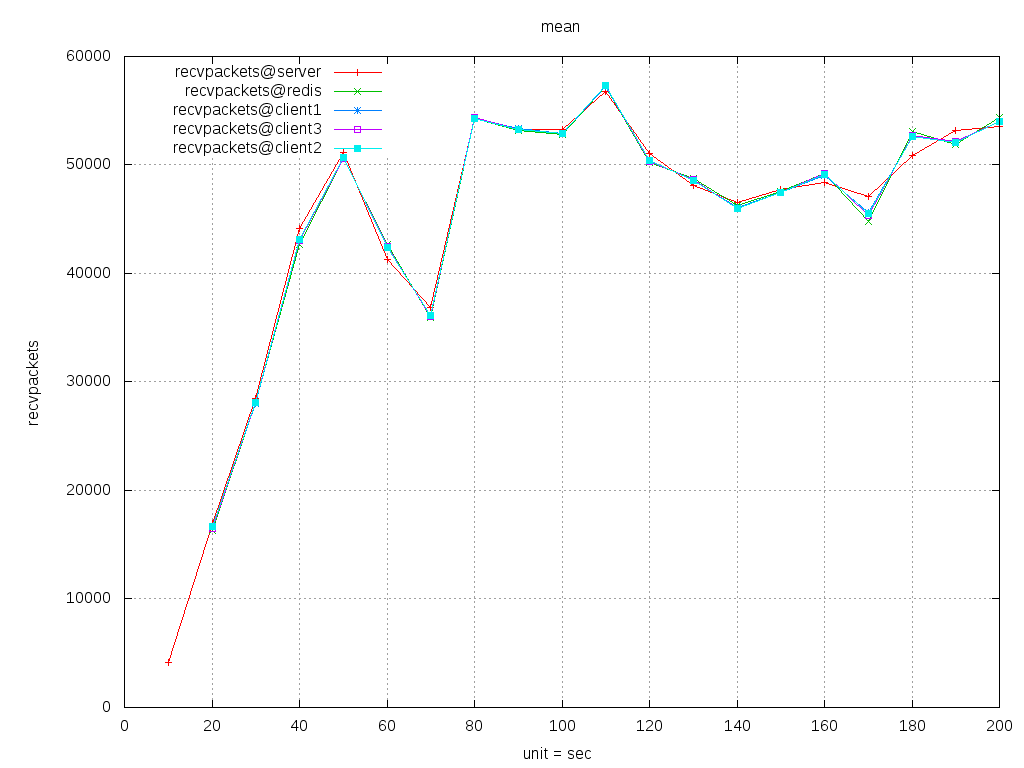 mean
60000
50000
40000
30000
20000
10000
0
recvpackets
recvpackets@server
recvpackets@redis
recvpackets@client1
recvpackets@client3
recvpackets@client2
0 20 40 60 80 100 120 140 160 180 200
unit = sec